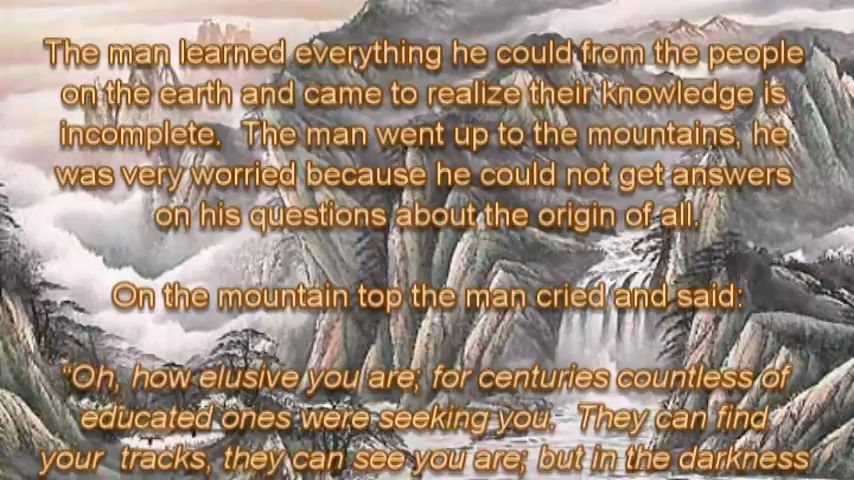 The man learned everything he could from the people
on the earth and came to realize their knowledge is
incomplete.  The man went up to the mountains, he
was very worried because he could not get answers
on his questions about the origin of all.
On the mountain top the man cried and said:
“Oh, how elusive you are; for centuries countless of
educated ones were seeking you.  They can find
your  tracks, they can see you are; but in the darkness